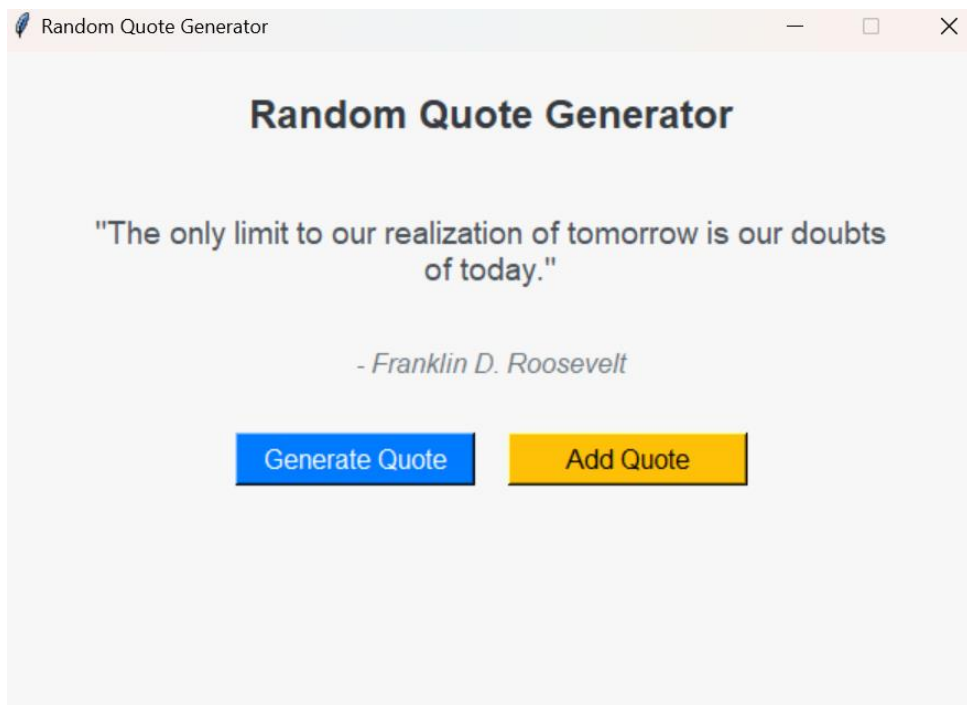 Random Quote Generator
Random Quote Generator
"The only limit to our realization of tomorrow is our doubts
of today."
- Franklin D. Roosevelt
Generate Quote
Add Quote